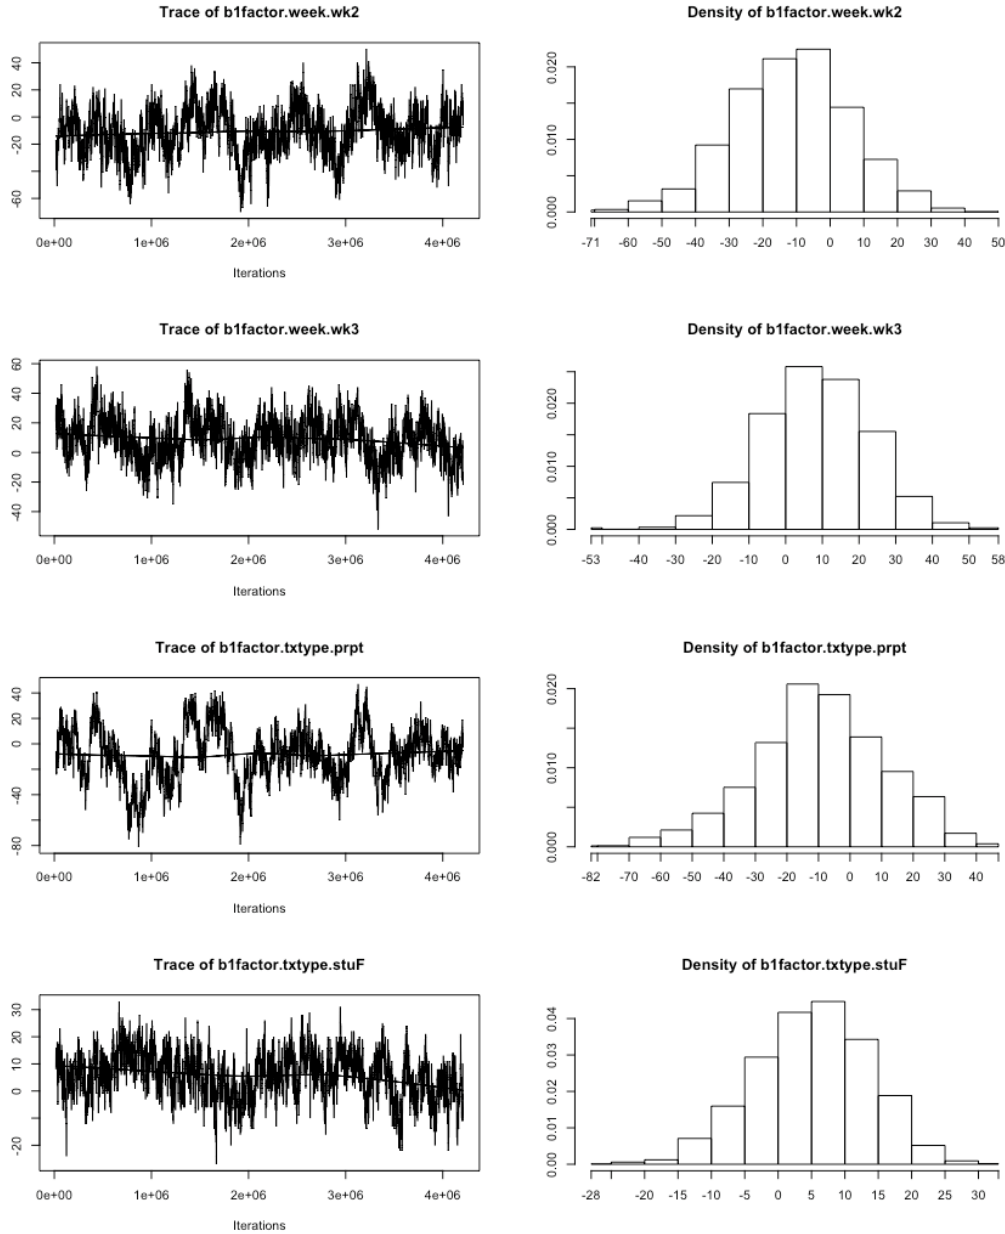 Trace of b1factor.week.wk2
40
20
0
-20
-60
0e+00 1e+06 2e+06 3e+06 4e+06
Iterations
Density of b1factor.week.wk2
0.020
0.010
0.000
-71 -60 -50 -40 -30 -20 -10 0 10 20 30 40 50
Trace of b1factor.week.wk3
60
40
20
0
-20
-40
0e+00 1e+06 2e+06 3e+06 4e+06
Iterations
Density of b1factor.week.wk3
0.020
0.010
0.000
-53 -40 -30 -20 -10 0 10 20 30 40 50 58
Trace of b1factor.txtype.prpt
40
20
0
-40
-80
0e+00 1e+06 2e+06 3e+06 4e+06
Iterations
Density of b1factor.txtype.prpt
0.020
0.010
0.000
-82 -70 -60 -50 -40 -30 -20 -10 0 10 20 30 40
Trace of b1factor.txtype.stuF
30
20
10
0
-20
0e+00 1e+06 2e+06 3e+06 4e+06
Iterations
Density of b1factor.txtype.stuF
0.04
0.03
0.02
0.01
0.00
-28 -20 -15 -10 -5 0 5 10 15 20 25 30